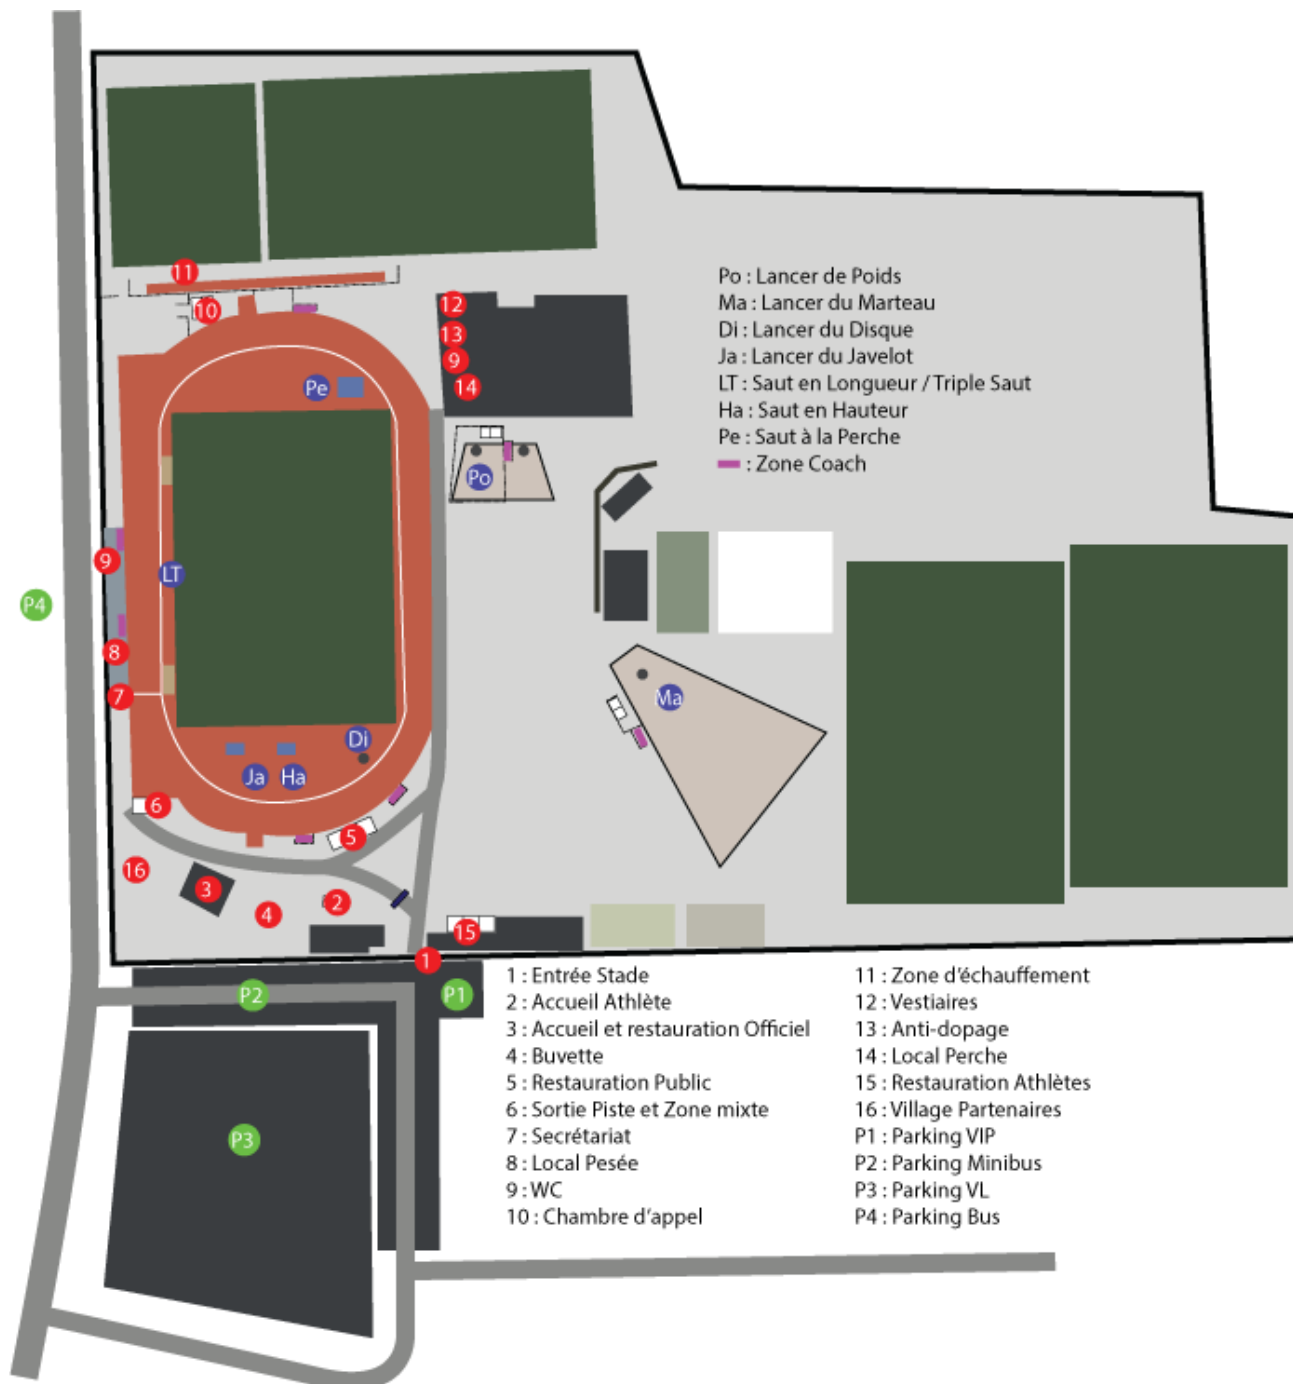 11
10
12
13
9
14
Pe
Po : Lancer de Poids
Ma : Lancer du Marteau
Di : Lancer du Disque
Ja : Lancer du Javelot
LT : Saut en Longueur / Triple Saut
Ha : Saut en Hauteur
Pe : Saut à la Perche
: Zone Coach
Po
9
LT
P4
8
7
Ma
Di
Ja
Ha
6
5
16
3
4
2
15
1
P2
P1
P3
1 : Entrée Stade
2 : Accueil Athlète
3 : Accueil et restauration Officiel
4 : Buvette
5 : Restauration Public
6 : Sortie Piste et Zone mixte
7 : Secrétariat
8 : Local Pesée
9 : WC
10 : Chambre d'appel
11 : Zone d'échauffement
12 : Vestiaires
13 : Anti-dopage
14 : Local Perche
15 : Restauration Athlètes
16 : Village Partenaires
P1 : Parking VIP
P2 : Parking Minibus
P3 : Parking VL
P4 : Parking Bus